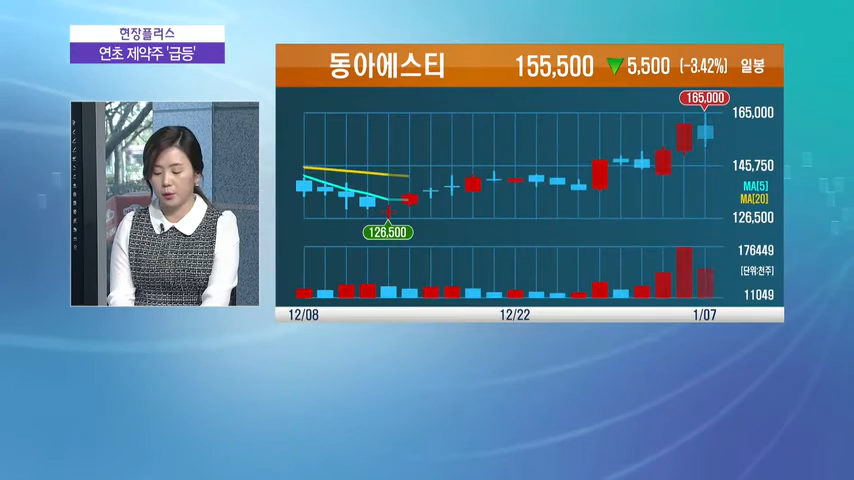 현장플러스
연초 제약주 '급등'
동아에스티 155,500 ▼5,500 (-3.42%) 일봉
165,000
165,000
145,750
MA[5]
MA[20]
126,500
126,500
176449
[단위:천주]
11049
12/08 12/22 1/07